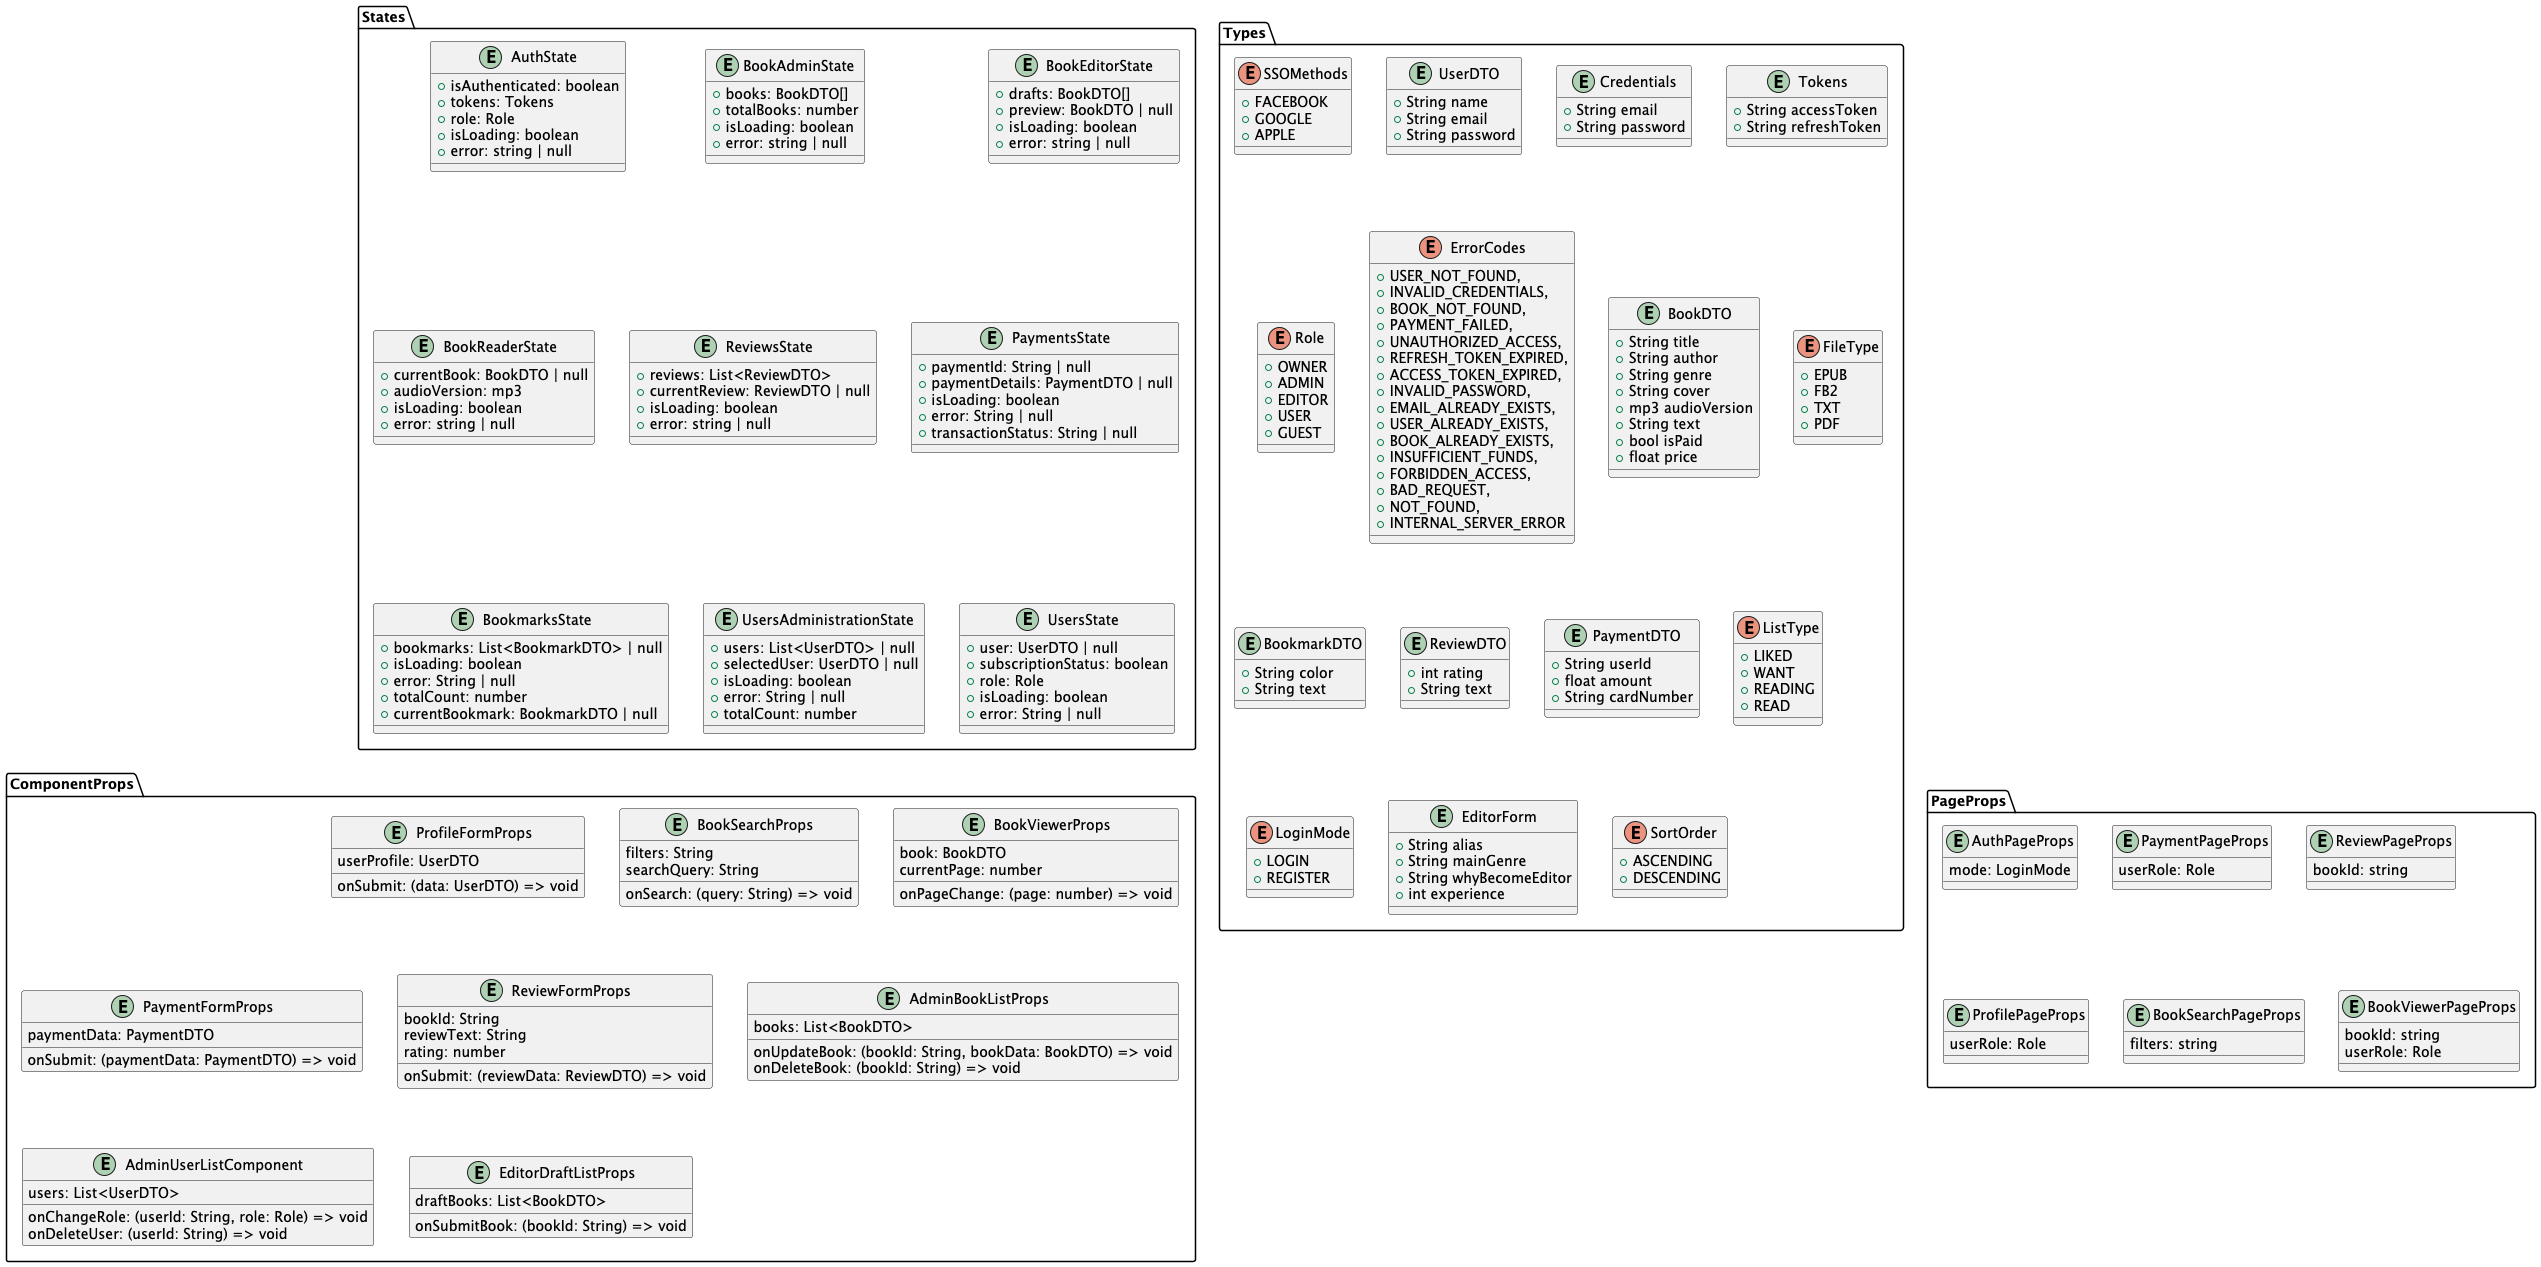 States
AuthState
isAuthenticated: boolean
tokens: Tokens
role: Role
isLoading: boolean
error: string | null
BookAdminState
books: BookDTO[]
totalBooks: number
isLoading: boolean
error: string | null
BookEditorState
drafts: BookDTO[]
preview: BookDTO | null
isLoading: boolean
error: string | null
BookReaderState
currentBook: BookDTO | null
audioVersion: mp3
isLoading: boolean
error: string | null
ReviewsState
reviews: List<ReviewDTO>
currentReview: ReviewDTO | null
isLoading: boolean
error: string | null
PaymentsState
paymentId: String | null
paymentDetails: PaymentDTO | null
isLoading: boolean
error: String | null
transactionStatus: String | null
BookmarksState
bookmarks: List<BookmarkDTO> | null
isLoading: boolean
error: String | null
totalCount: number
currentBookmark: BookmarkDTO | null
UsersAdministrationState
users: List<UserDTO> | null
selectedUser: UserDTO | null
isLoading: boolean
error: String | null
totalCount: number
UsersState
user: UserDTO | null
subscriptionStatus: boolean
role: Role
isLoading: boolean
error: String | null
Types
SSOMethods
FACEBOOK
GOOGLE
APPLE
UserDTO
String name
String email
String password
Credentials
String email
String password
Tokens
String accessToken
String refreshToken
Role
OWNER
ADMIN
EDITOR
USER
GUEST
ErrorCodes
USER_NOT_FOUND,
INVALID_CREDENTIALS,
BOOK_NOT_FOUND,
PAYMENT_FAILED,
UNAUTHORIZED_ACCESS,
REFRESH_TOKEN_EXPIRED,
ACCESS_TOKEN_EXPIRED,
INVALID_PASSWORD,
EMAIL_ALREADY_EXISTS,
USER_ALREADY_EXISTS,
BOOK_ALREADY_EXISTS,
INSUFFICIENT_FUNDS,
FORBIDDEN_ACCESS,
BAD_REQUEST,
NOT_FOUND,
INTERNAL_SERVER_ERROR
BookDTO
String title
String author
String genre
String cover
mp3 audioVersion
String text
bool isPaid
float price
FileType
EPUB
FB2
TXT
PDF
BookmarkDTO
String color
String text
ReviewDTO
int rating
String text
PaymentDTO
String userId
float amount
String cardNumber
ListType
LIKED
WANT
READING
READ
LoginMode
LOGIN
REGISTER
EditorForm
String alias
String mainGenre
String whyBecomeEditor
int experience
SortOrder
ASCENDING
DESCENDING
ComponentProps
ProfileFormProps
userProfile: UserDTO
onSubmit: (data: UserDTO) => void
BookSearchProps
filters: String
searchQuery: String
onSearch: (query: String) => void
BookViewerProps
book: BookDTO
currentPage: number
onPageChange: (page: number) => void
PaymentFormProps
paymentData: PaymentDTO
onSubmit: (paymentData: PaymentDTO) => void
ReviewFormProps
bookId: String
reviewText: String
rating: number
onSubmit: (reviewData: ReviewDTO) => void
AdminBookListProps
books: List<BookDTO>
onUpdateBook: (bookId: String, bookData: BookDTO) => void
onDeleteBook: (bookId: String) => void
AdminUserListComponent
users: List<UserDTO>
onChangeRole: (userId: String, role: Role) => void
onDeleteUser: (userId: String) => void
EditorDraftListProps
draftBooks: List<BookDTO>
onSubmitBook: (bookId: String) => void
PageProps
AuthPageProps
mode: LoginMode
PaymentPageProps
userRole: Role
ReviewPageProps
bookId: string
ProfilePageProps
userRole: Role
BookSearchPageProps
filters: string
BookViewerPageProps
bookId: string
userRole: Role